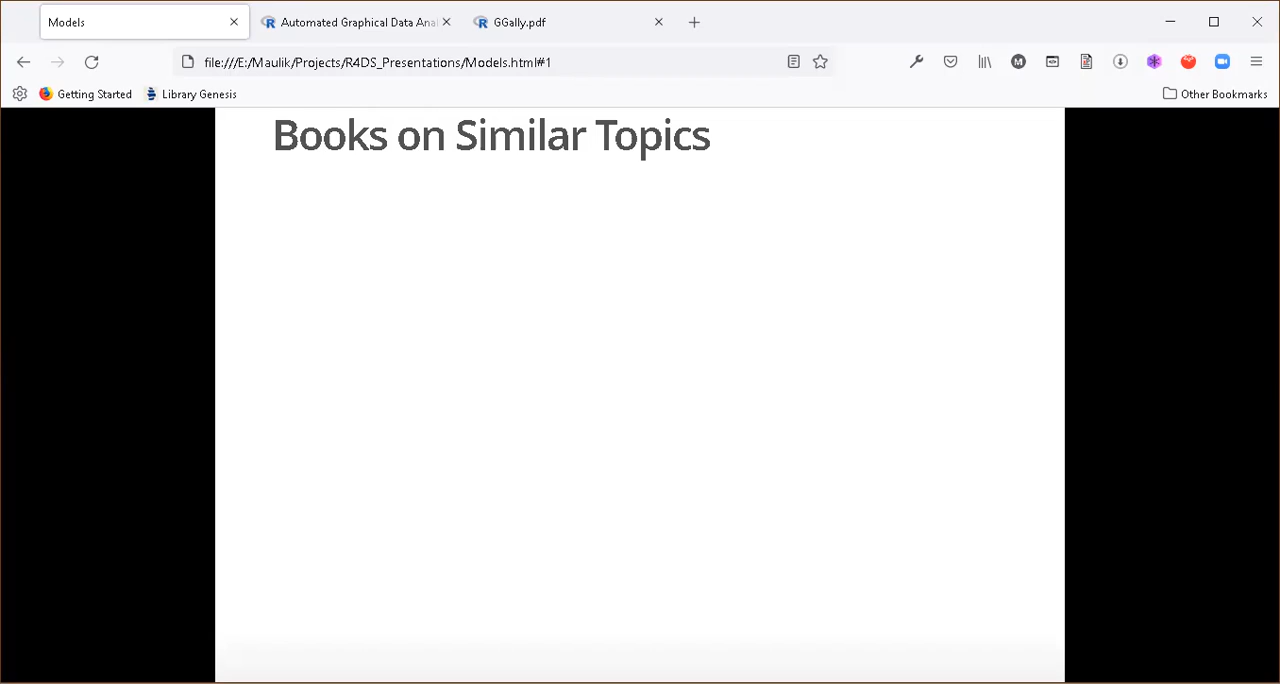 Models
Automated Graphical Data Anal
GGally.pdf
file:///E:/Maulik/Projects/R4DS_Presentations/Models.html#1
M
Getting Started
Library Genesis
Other Bookmarks
Books on Similar Topics